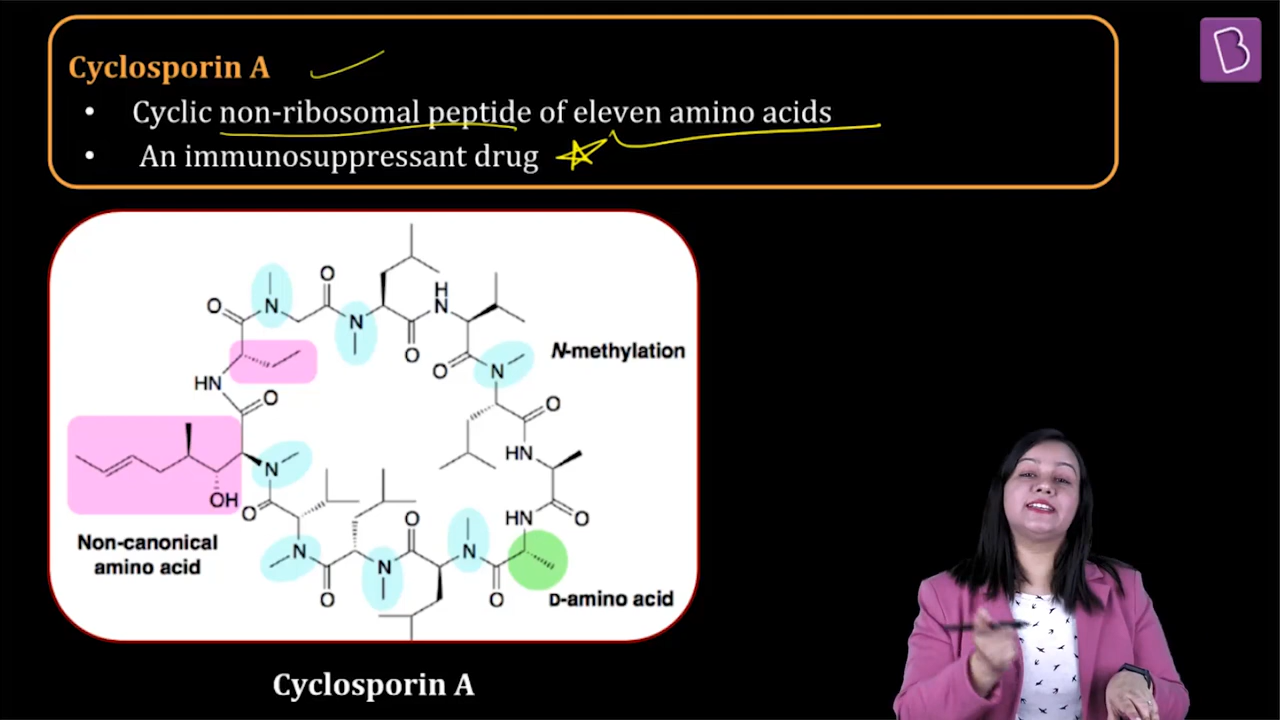 Cyclosporin A
• Cyclic non-ribosomal peptide of eleven amino acids
• An immunosuppressant drug
B
O
N
O
N
O
H
N
O
N
N-methylation
HN
O
O
HN
N
OH
O
O
HN
O
N
O
N
O
N
O
Non-canonical
amino acid
D-amino acid
Cyclosporin A